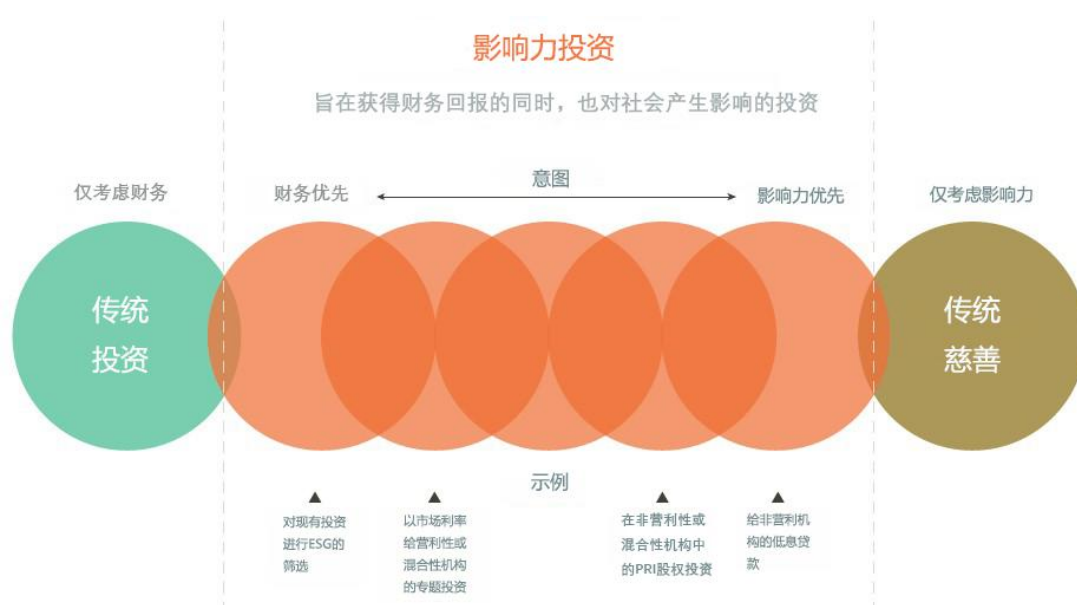 影响力投资
旨在获得财务回报的同时，也对社会产生影响的投资
仅考虑财务
财务优先
意图
影响力优先
仅考虑影响力
传统
投资
传统
慈善
示例
对现有投资
进行ESG的
筛选
以市场利率
给营利性或
混合性机构
的专题投资
在非营利性或
混合性机构中
的PRI股权投资
给非营利机
构的低息贷
款